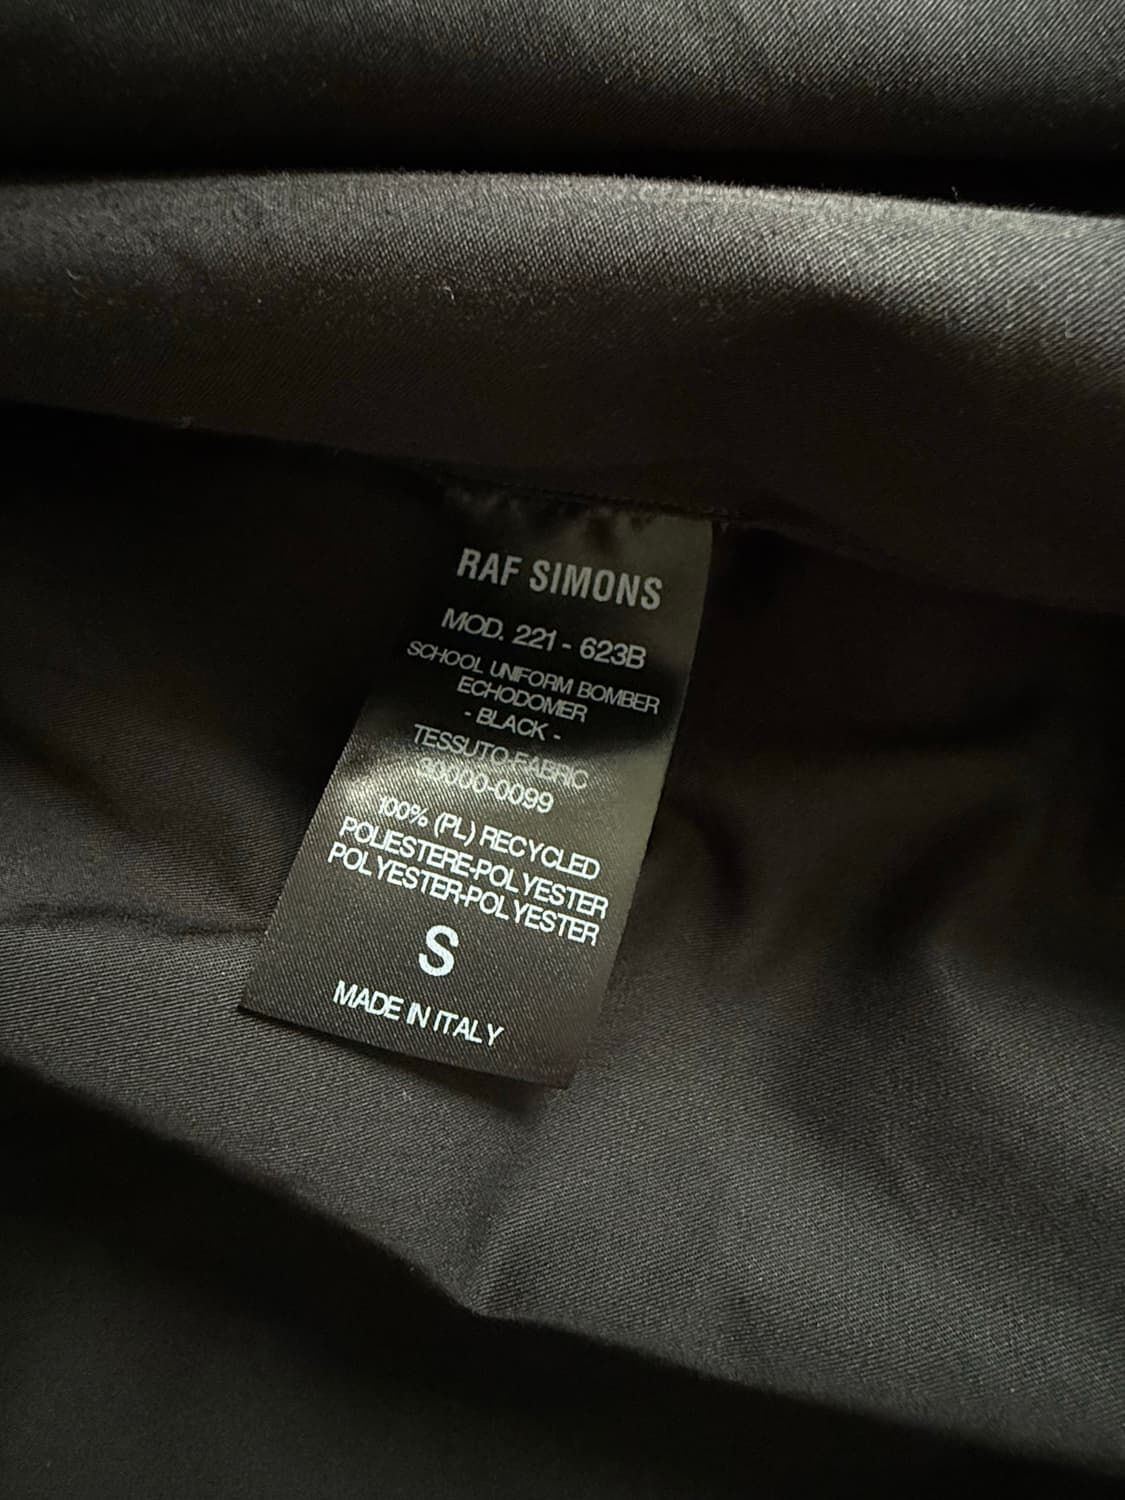 RAF SIMONS
MOD. 221 - 623B
SCHOOL UNIFORM BOMBER
ECHODOMER
- BLACK -
TESSUTO-FABRIC
30000-0099
100% (PL) RECYCLED
POLIESTERE-POLYESTER
POLYESTER-POLYESTER
S
MADE IN ITALY